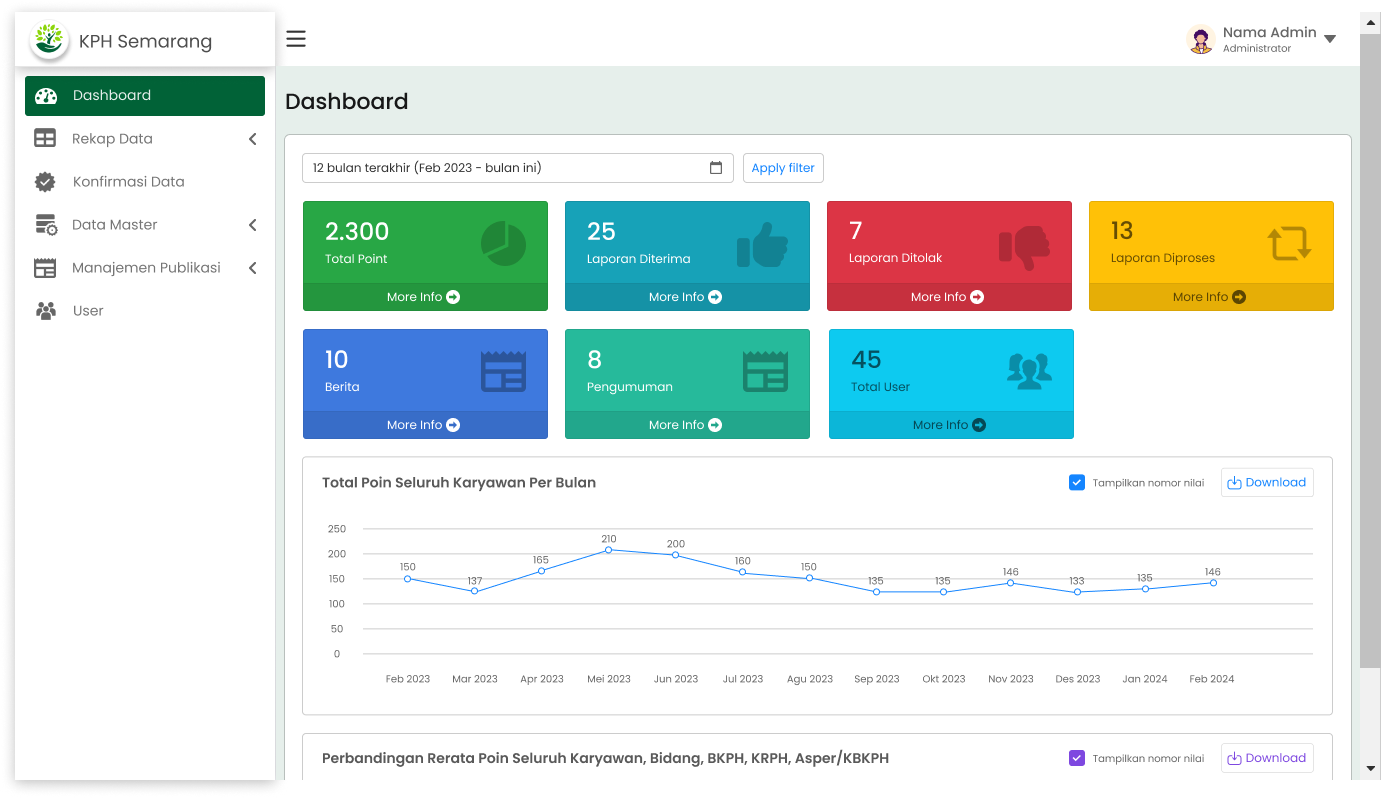 KPH Semarang
Nama Admin
Administrator
Dashboard
Rekap Data
Konfirmasi Data
Data Master
Manajemen Publikasi
User
Dashboard
12 bulan terakhir (Feb 2023 - bulan ini)
Apply filter
2.300
Total Point
More Info
25
Laporan Diterima
More Info
7
Laporan Ditolak
More Info
13
Laporan Diproses
More Info
10
Berita
More Info
8
Pengumuman
More Info
45
Total User
More Info
Total Poin Seluruh Karyawan Per Bulan
Tampilkan nomor nilai
Download
250
200
150
100
50
0
150
137
165
210
200
160
150
135
135
146
133
135
146
Feb 2023
Mar 2023
Apr 2023
Mei 2023
Jun 2023
Jul 2023
Agu 2023
Sep 2023
Okt 2023
Nov 2023
Des 2023
Jan 2024
Feb 2024
Perbandingan Rerata Poin Seluruh Karyawan, Bidang, BKPH, KRPH, Asper/KBKPH
Tampilkan nomor nilai
Download